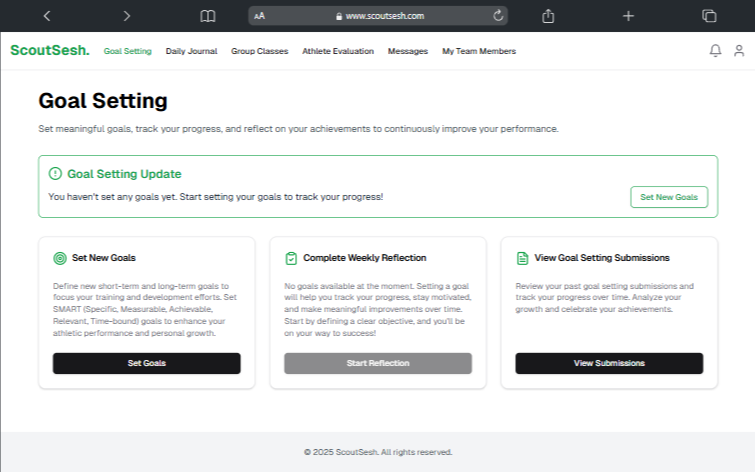 AA www.scoutsesh.com
ScoutSesh. Goal Setting Daily Journal Group Classes Athlete Evaluation Messages My Team Members
Goal Setting
Set meaningful goals, track your progress, and reflect on your achievements to continuously improve your performance.
Goal Setting Update
You haven't set any goals yet. Start setting your goals to track your progress!
Set New Goals
Set New Goals
Define new short-term and long-term goals to
focus your training and development efforts. Set
SMART (Specific, Measurable, Achievable,
Relevant, Time-bound) goals to enhance your
athletic performance and personal growth.
Set Goals
Complete Weekly Reflection
No goals available at the moment. Setting a goal
will help you track your progress, stay motivated,
and make meaningful improvements over time.
Start by defining a clear objective, and you'll be
on your way to success!
Start Reflection
View Goal Setting Submissions
Review your past goal setting submissions and
track your progress over time. Analyze your
growth and celebrate your achievements.
View Submissions
© 2025 ScoutSesh. All rights reserved.